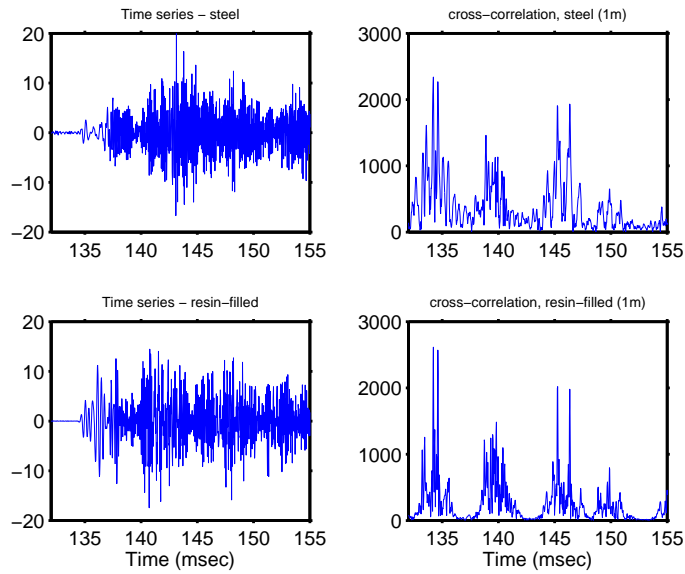 Time series − steel
cross−correlation, steel (1m)
20
10
0
−10
−20
135 140 145 150 155
3000
2000
1000
0
135 140 145 150 155
Time series − resin−filled
cross−correlation, resin−filled (1m)
20
10
0
−10
−20
135 140 145 150 155
Time (msec)
3000
2000
1000
0
135 140 145 150 155
Time (msec)